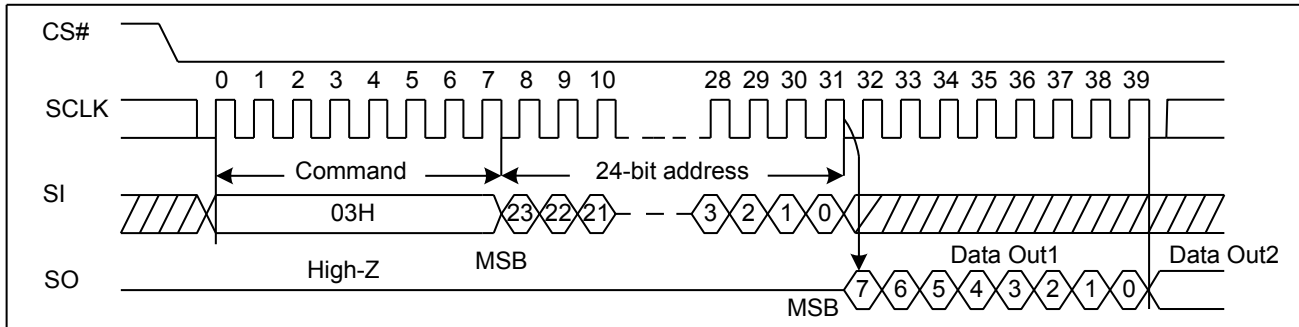 CS#
0 1 2 3 4 5 6 7 8 9 10 28 29 30 31 32 33 34 35 36 37 38 39
SCLK
Command 24-bit address
SI
03H 23 22 21 3 2 1 0
High-Z MSB Data Out1 Data Out2
SO
MSB 7 6 5 4 3 2 1 0